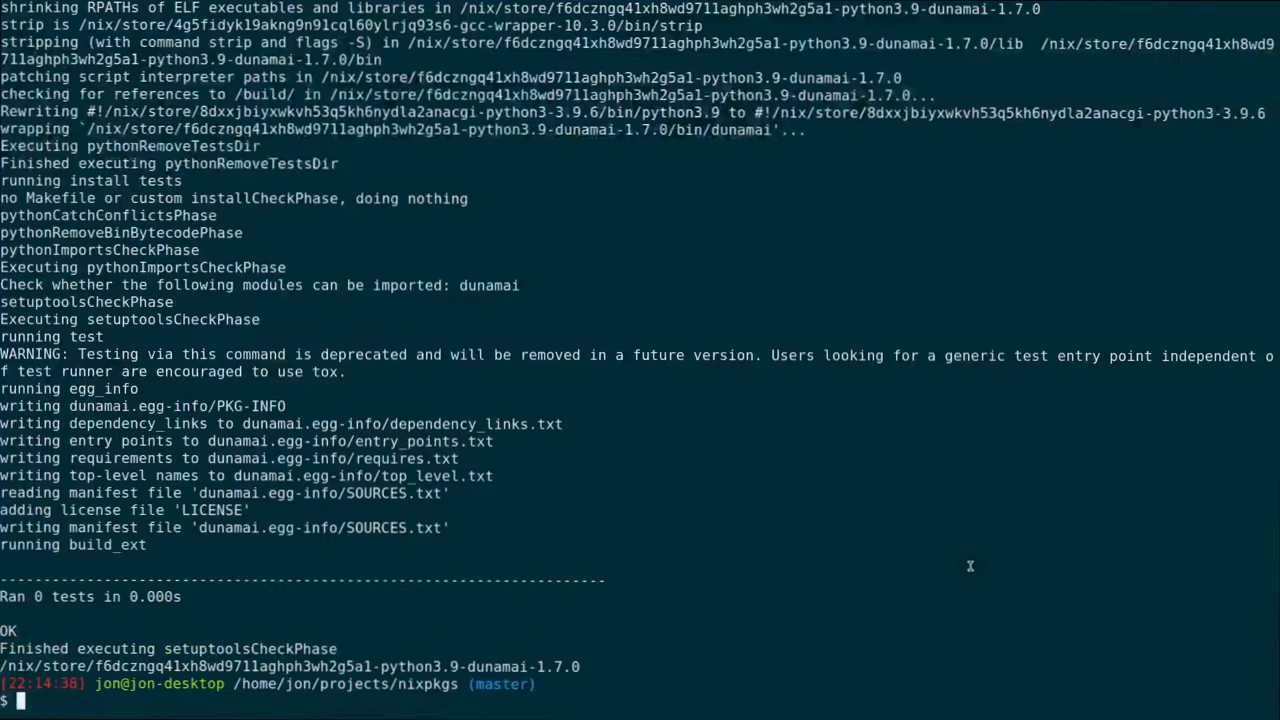 shrinking RPATHs of ELF executables and libraries in /nix/store/f6dczngq41xh8wd9711aghph3wh2g5a1-python3.9-dunamai-1.7.0
strip is /nix/store/4g5fidyk19akng9n91cql60ylrjq93s6-gcc-wrapper-10.3.0/bin/strip
stripping (with command strip and flags -S) in /nix/store/f6dczngq41xh8wd9711aghph3wh2g5a1-python3.9-dunamai-1.7.0/lib  /nix/store/f6dczngq41xh8wd9
711aghph3wh2g5a1-python3.9-dunamai-1.7.0/bin
patching script interpreter paths in /nix/store/f6dczngq41xh8wd9711aghph3wh2g5a1-python3.9-dunamai-1.7.0
checking for references to /build/ in /nix/store/f6dczngq41xh8wd9711aghph3wh2g5a1-python3.9-dunamai-1.7.0...
Rewriting #!/nix/store/8dxxjbiyxwkvh53q5kh6nydla2anacgi-python3-3.9.6/bin/python3.9 to #!/nix/store/8dxxjbiyxwkvh53q5kh6nydla2anacgi-python3-3.9.6
wrapping `/nix/store/f6dczngq41xh8wd9711aghph3wh2g5a1-python3.9-dunamai-1.7.0/bin/dunamai'...
Executing pythonRemoveTestsDir
Finished executing pythonRemoveTestsDir
running install tests
no Makefile or custom installCheckPhase, doing nothing
pythonCatchConflictsPhase
pythonRemoveBinBytecodePhase
pythonImportsCheckPhase
Executing pythonImportsCheckPhase
Check whether the following modules can be imported: dunamai
setuptoolsCheckPhase
Executing setuptoolsCheckPhase
running test
WARNING: Testing via this command is deprecated and will be removed in a future version. Users looking for a generic test entry point independent o
f test runner are encouraged to use tox.
running egg_info
writing dunamai.egg-info/PKG-INFO
writing dependency_links to dunamai.egg-info/dependency_links.txt
writing entry points to dunamai.egg-info/entry_points.txt
writing requirements to dunamai.egg-info/requires.txt
writing top-level names to dunamai.egg-info/top_level.txt
reading manifest file 'dunamai.egg-info/SOURCES.txt'
adding license file 'LICENSE'
writing manifest file 'dunamai.egg-info/SOURCES.txt'
running build_ext
----------------------------------------------------------------------
Ran 0 tests in 0.000s
OK
Finished executing setuptoolsCheckPhase
/nix/store/f6dczngq41xh8wd9711aghph3wh2g5a1-python3.9-dunamai-1.7.0
[22:14:38] jon@jon-desktop /home/jon/projects/nixpkgs (master)
$